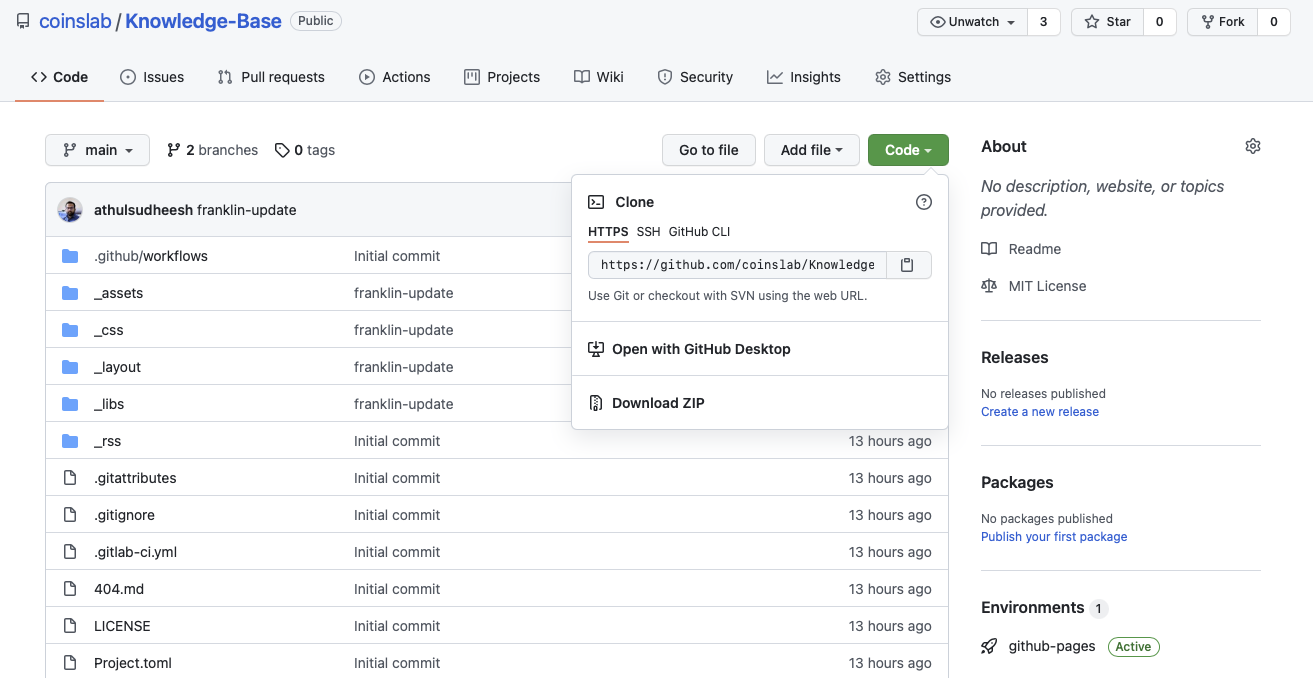 coinslab / Knowledge-Base Public Unwatch 3 Star 0 Fork 0
Code Issues Pull requests Actions Projects Wiki Security Insights Settings
main 2 branches 0 tags Go to file Add file Code
athulsudheesh franklin-update
.github/workflows Initial commit
_assets franklin-update
_css franklin-update
_layout franklin-update
_libs franklin-update
_rss Initial commit 13 hours ago
.gitattributes Initial commit 13 hours ago
.gitignore Initial commit 13 hours ago
.gitlab-ci.yml Initial commit 13 hours ago
404.md Initial commit 13 hours ago
LICENSE Initial commit 13 hours ago
Project.toml Initial commit 13 hours ago
Clone
HTTPS SSH GitHub CLI
https://github.com/coinslab/Knowledge
Use Git or checkout with SVN using the web URL.
Open with GitHub Desktop
Download ZIP
About
No description, website, or topics
provided.
Readme
MIT License
Releases
No releases published
Create a new release
Packages
No packages published
Publish your first package
Environments 1
github-pages Active